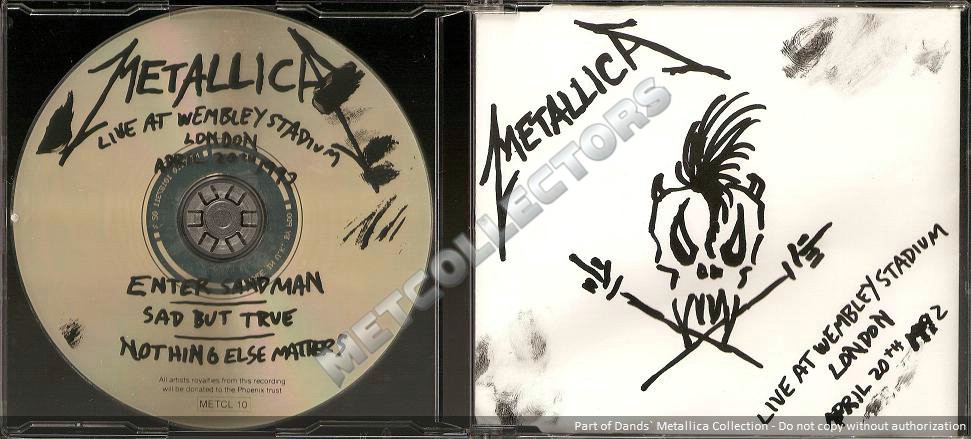 METALLICA
LIVE AT WEMBLEY STADIUM
LONDON
APRIL 20TH
ENTER SANDMAN
SAD BUT TRUE
NOTHING ELSE MATTERS
All artists royalties from this recording
will be donated to the Phoenix trust
METCL 10
METALLICA
LIVE AT WEMBLEY STADIUM
LONDON
APRIL 20TH 1992
METCOLLECTORS
Part of Dands` Metallica Collection - Do not copy without authorization